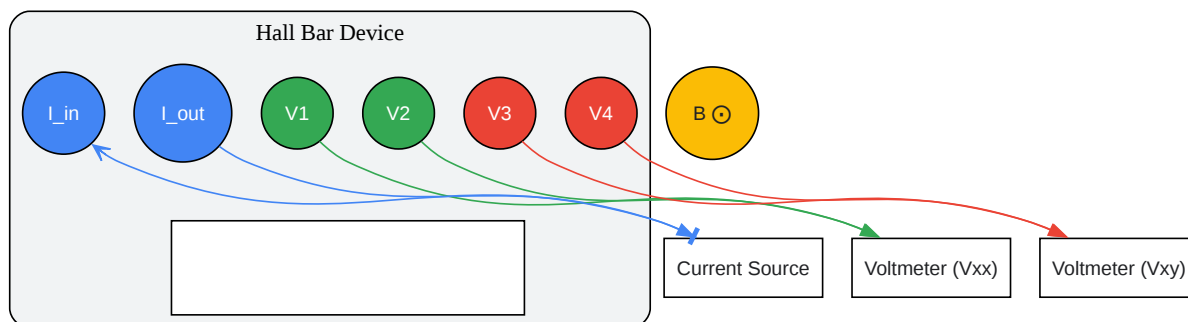 Hall Bar Device
I_in
I_out
V1
V2
V3
V4
B ⊙
Current Source
Voltmeter (Vxx)
Voltmeter (Vxy)